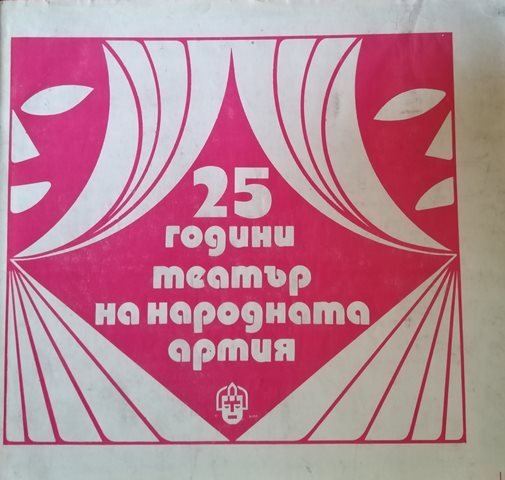 25
години
театър
на народната
армия